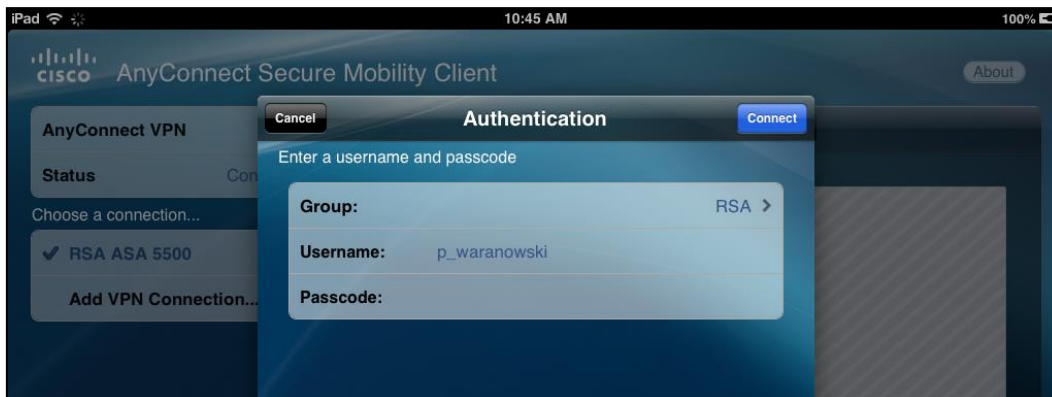 iPad 10:45 AM 100%
CISCO AnyConnect Secure Mobility Client About
Cancel Authentication Connect
AnyConnect VPN
Enter a username and passcode
Status Con
Group: RSA >
Choose a connection...
✓ RSA ASA 5500
Username: p_waranowski
Add VPN Connection...
Passcode: